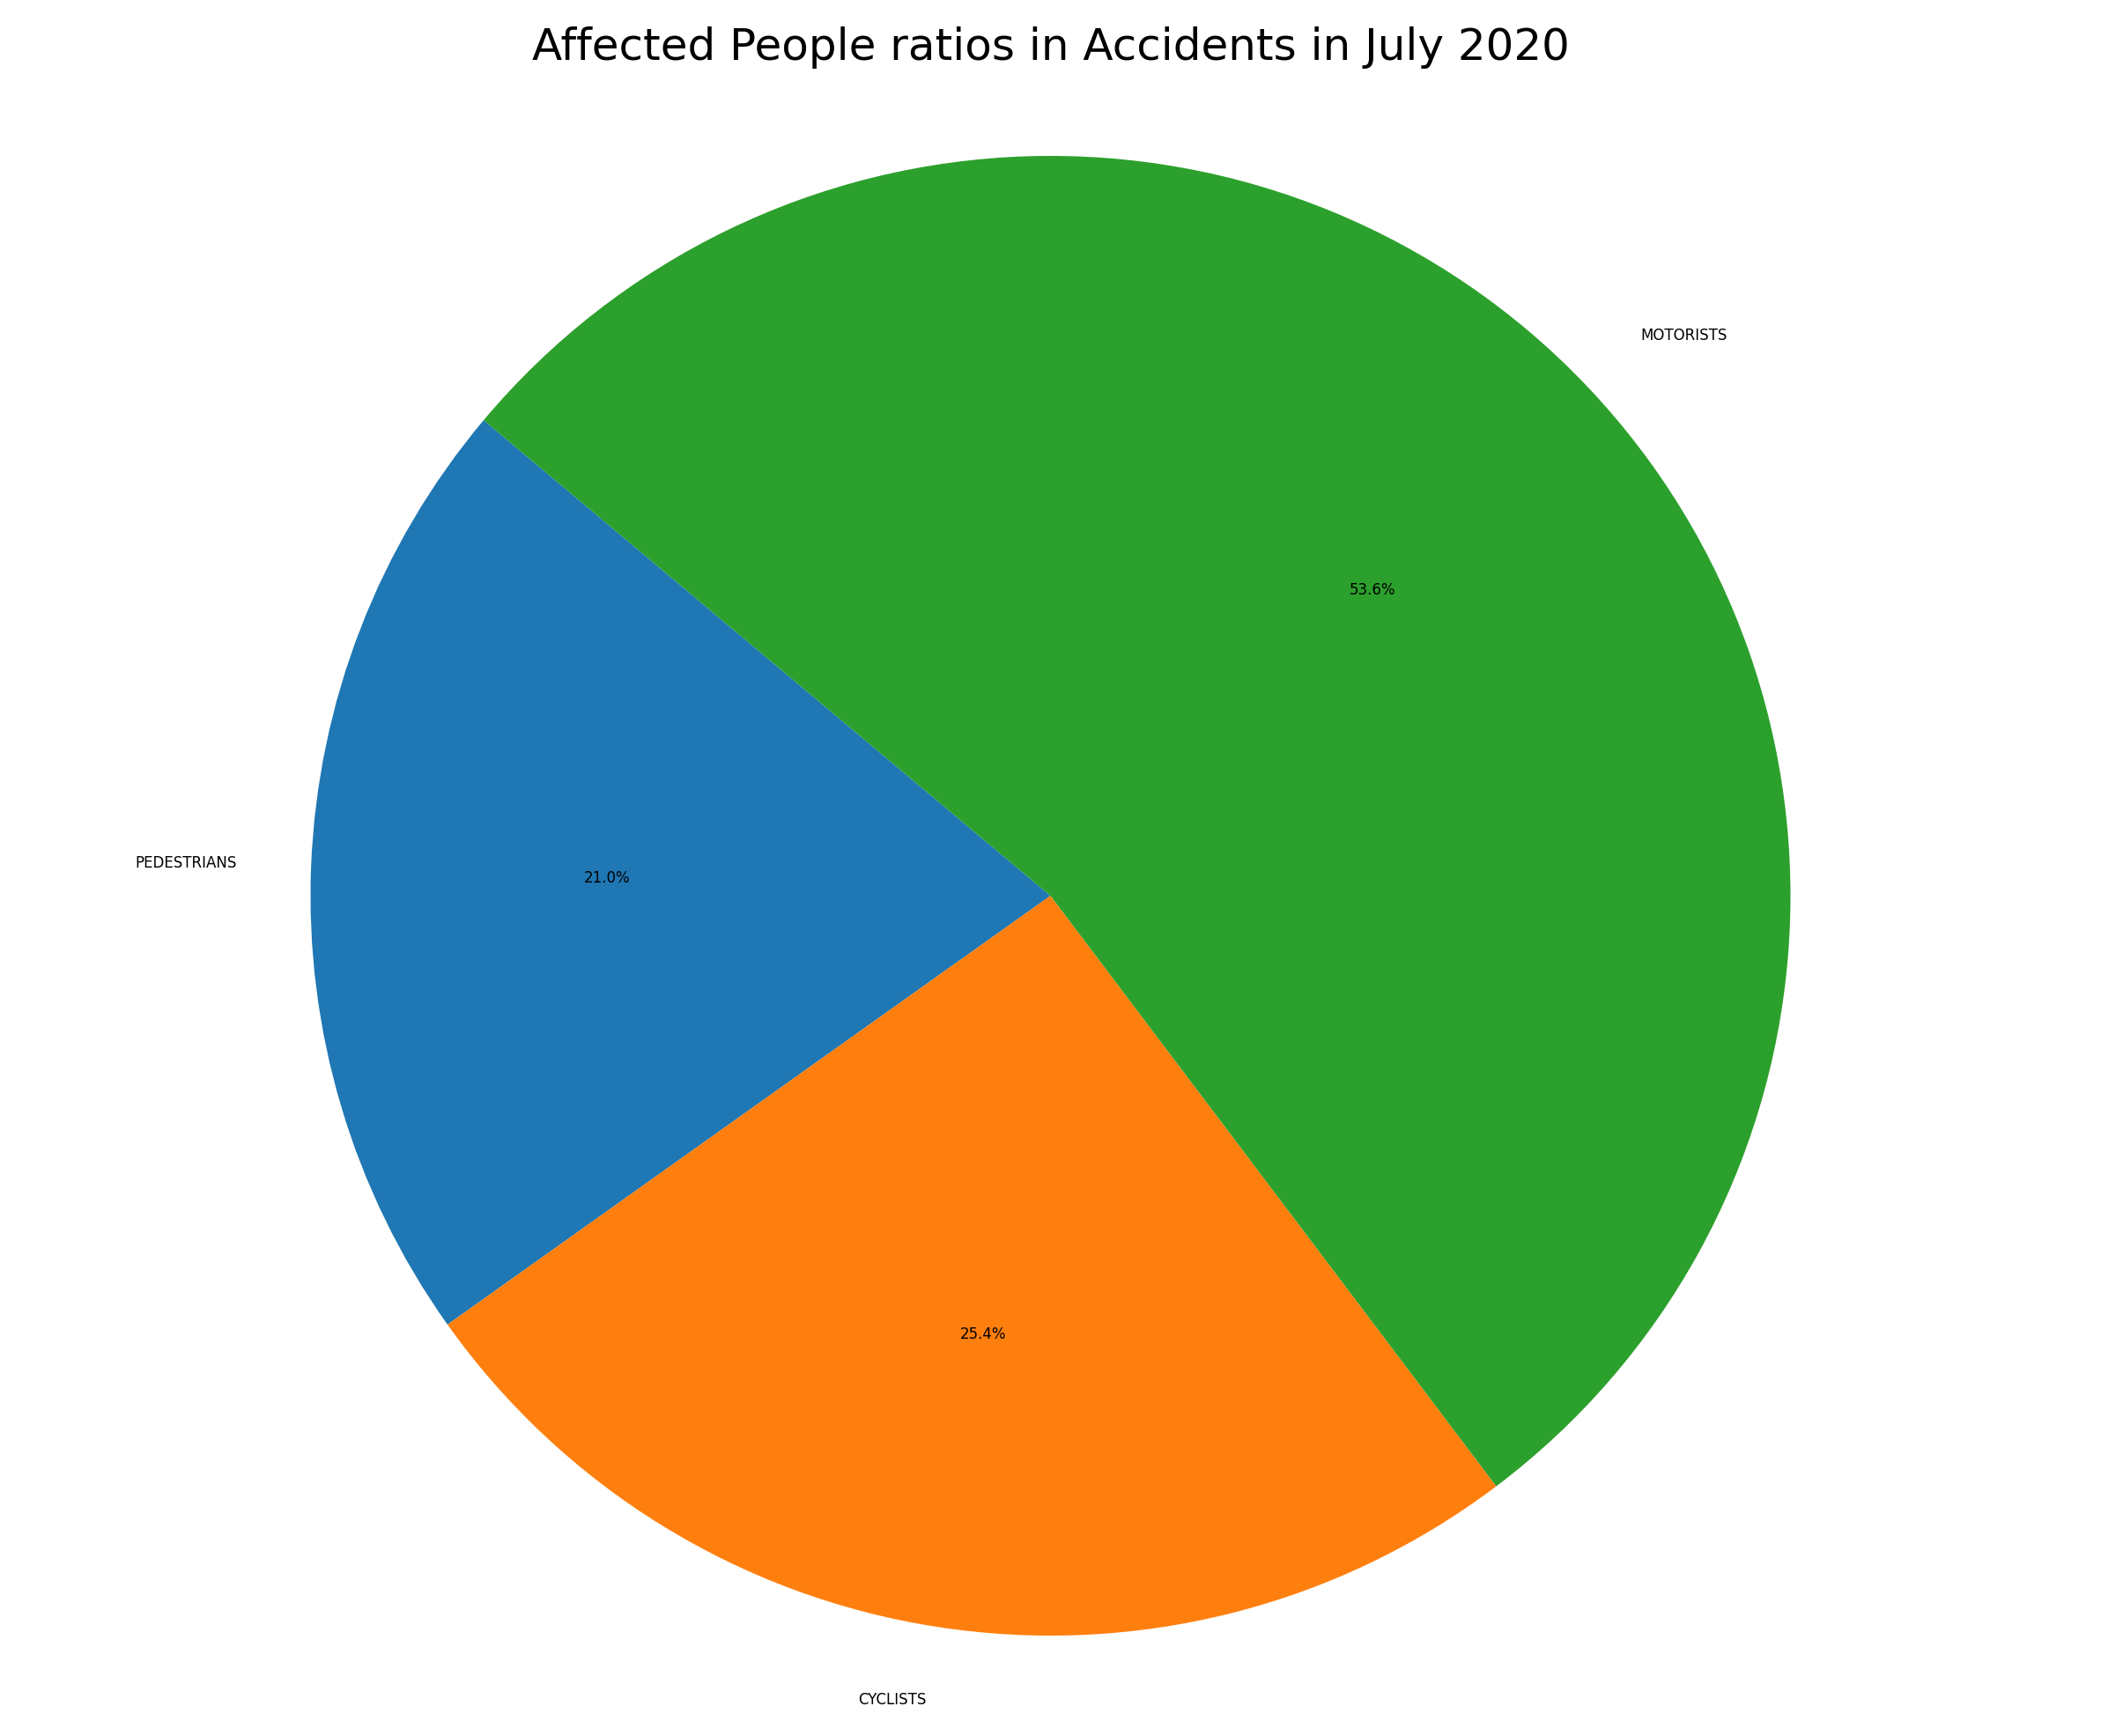 Affected People ratios in Accidents in July 2020
MOTORISTS
53.6%
PEDESTRIANS
21.0%
25.4%
CYCLISTS